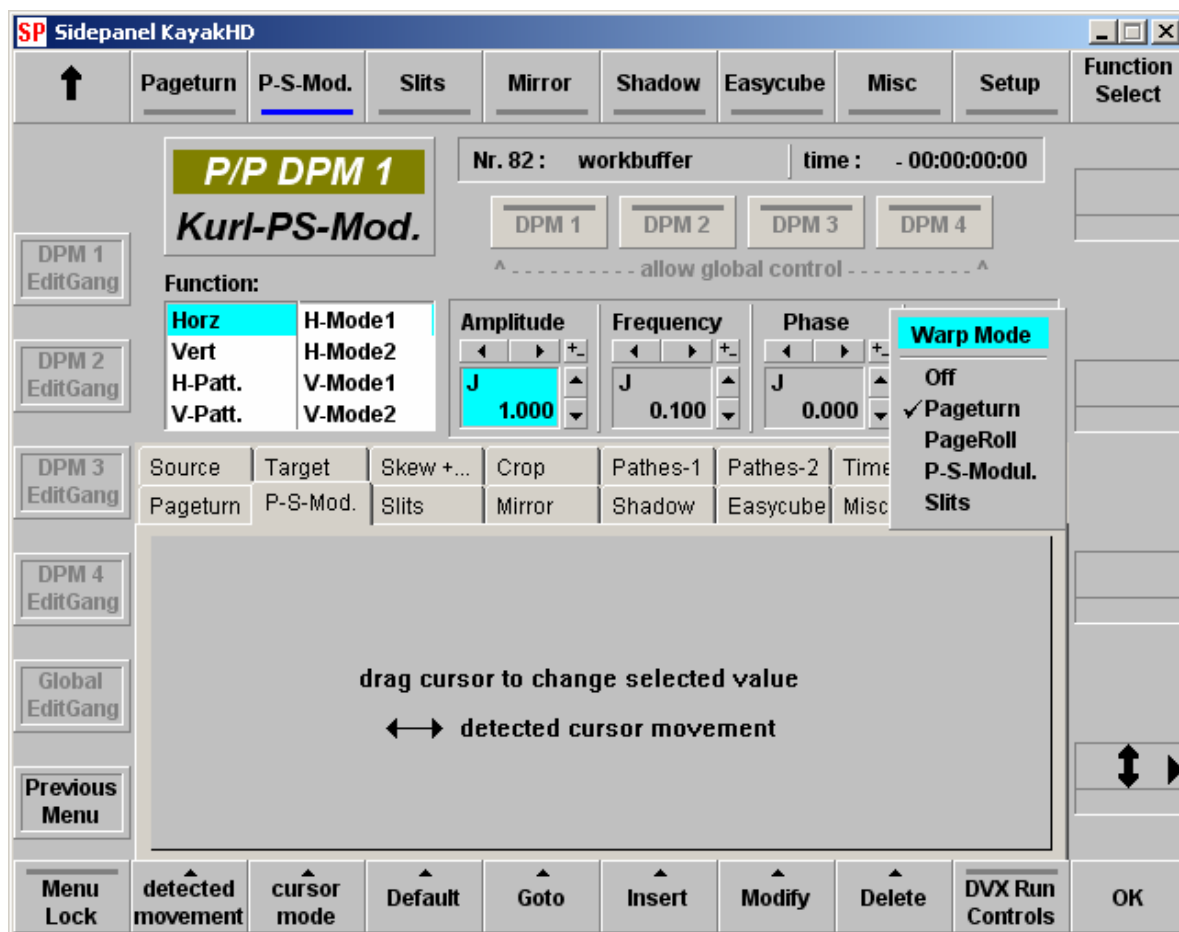 SP Sidepanel KayakHD
Pageturn P-S-Mod. Slits Mirror Shadow Easycube Misc Setup Function
Select
P/P DPM 1
Nr. 82 : workbuffer time : - 00:00:00:00
Kurl-PS-Mod.
DPM 1 DPM 2 DPM 3 DPM 4
^ - - - - - - - - - - allow global control - - - - - - - - - - ^
DPM 1
EditGang
Function:
Horz H-Mode1
Vert H-Mode2
H-Patt. V-Mode1
V-Patt. V-Mode2
Amplitude Frequency Phase
+- +- +-
J J J
1.000 0.100 0.000
Warp Mode
Off
✓Pageturn
PageRoll
P-S-Modul.
Slits
DPM 2
EditGang
DPM 3
EditGang
Source Target Skew +... Crop Pathes-1 Pathes-2 Time
Pageturn P-S-Mod. Slits Mirror Shadow Easycube Misc
DPM 4
EditGang
drag cursor to change selected value
detected cursor movement
Global
EditGang
Previous
Menu
Menu
Lock
detected
movement
cursor
mode
Default
Goto
Insert
Modify
Delete
DVX Run
Controls
OK